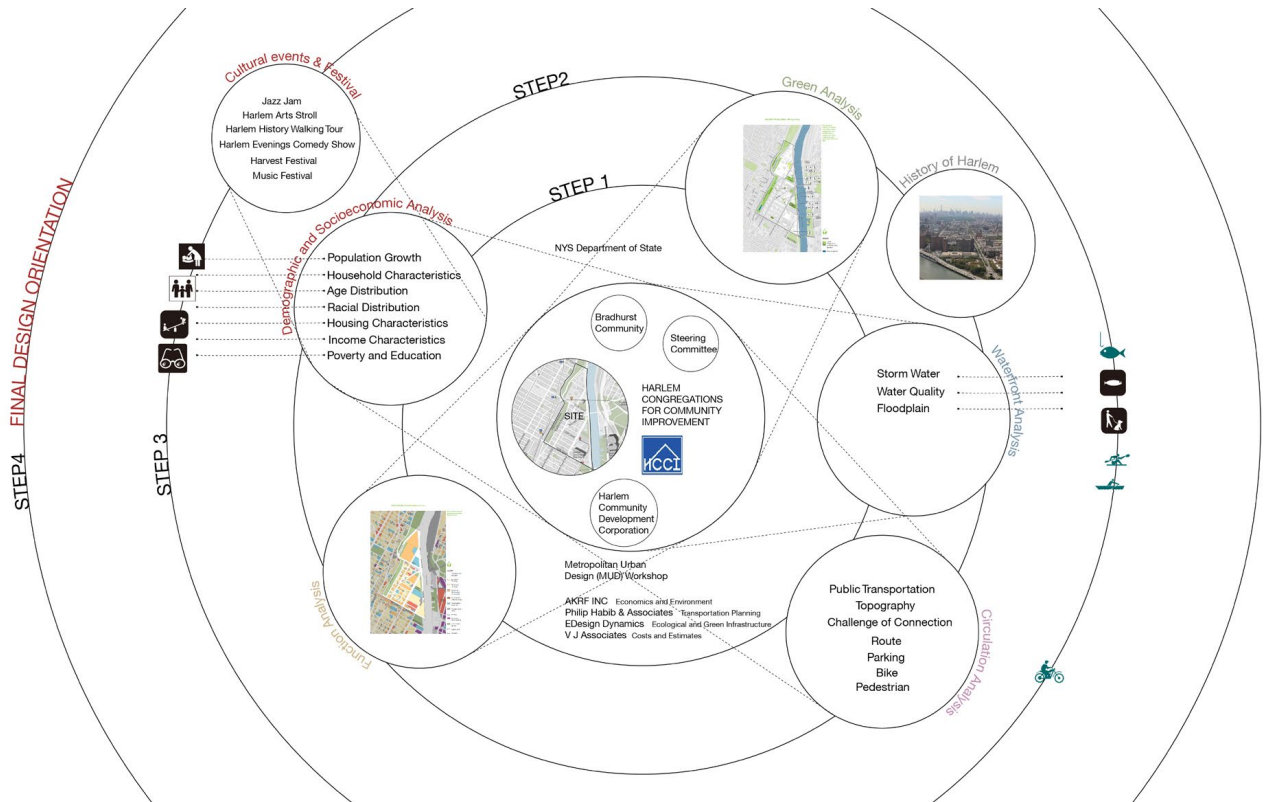 Cultural events & Festival
Jazz Jam
Harlem Arts Stroll
Harlem History Walking Tour
Harlem Evenings Comedy Show
Harvest Festival
Music Festival
STEP2
Green Analysis
History of Harlem
STEP 1
NYS Department of State
Demographic and Socioeconomic Analysis
Population Growth
Household Characteristics
Age Distribution
Racial Distribution
Housing Characteristics
Income Characteristics
Poverty and Education
FINAL DESIGN ORIENTATION
STEP4
STEP 3
Bradhurst
Community
Steering
Committee
SITE
HARLEM
CONGREGATIONS
FOR COMMUNITY
IMPROVEMENT
HCCI
Harlem
Community
Development
Corporation
Storm Water
Water Quality
Floodplain
Waterfront Analysis
Function Analysis
Metropolitan Urban
Design (MUD)Workshop
AKRF INC Economics and Environment
Philip Habib & Associates Transportation Planning
EDesign Dynamics Ecological and Green Infrastructure
V J Associates Costs and Estimates
Public Transportation
Topography
Challenge of Connection
Route
Parking
Bike
Pedestrian
Circulation Analysis